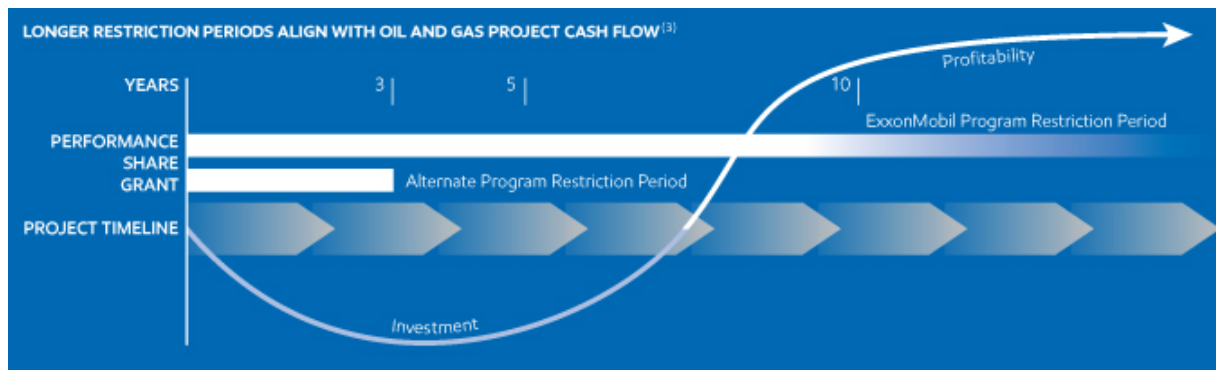 LONGER RESTRICTION PERIODS ALIGN WITH OIL AND GAS PROJECT CASH FLOW(3)
Profitability
YEARS
3
5
10
ExxonMobil Program Restriction Period
PERFORMANCE
SHARE
GRANT
Alternate Program Restriction Period
PROJECT TIMELINE
Investment